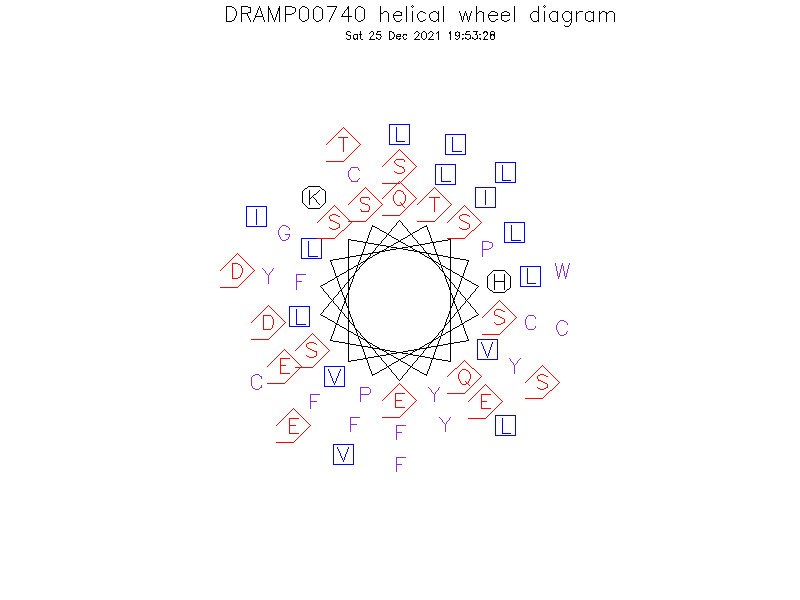 DRAMP00740 helical wheel diagram
Sat 25 Dec 2021 19:53:28
T L L
C S L L
K S Q T I
I S S L
G L P
D Y F H L W
D L S C C
E S V Y
C V P Y Q S
F E E
E F F Y L
V F